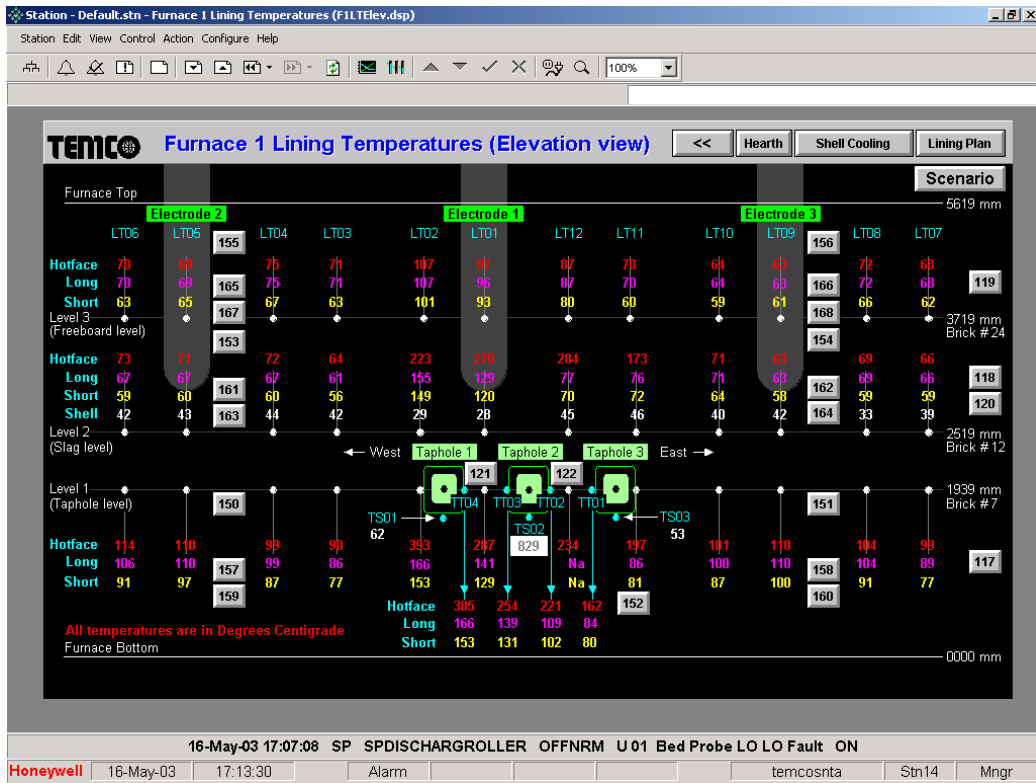 Station - Default.stn - Furnace 1 Lining Temperatures (F1LTElev.dsp)
Station Edit View Control Action Configure Help
100%
TEMCO Furnace 1 Lining Temperatures (Elevation view) << Hearth Shell Cooling Lining Plan
Scenario
Furnace Top 5619 mm
Electrode 2 Electrode 1 Electrode 3
LT06 LT05 155 LT04 LT03 LT02 LT01 LT12 LT11 LT10 LT09 156 LT08 LT07
Hotface 70 69 75 71 107 97 87 70 64 63 72 68
Long 70 69 165 75 71 107 96 87 70 64 63 166 72 68 119
Short 63 65 167 67 63 101 93 80 60 59 61 168 66 62
Level 3 3719 mm
(Freeboard level) 153 154 Brick # 24
Hotface 73 71 72 64 223 270 284 173 71 63 69 66
Long 67 67 161 67 61 155 129 77 76 71 63 162 69 66 118
Short 59 60 60 56 149 120 70 72 64 58 59 59 120
Shell 42 43 163 44 42 29 28 45 46 40 42 164 33 39
Level 2 2519 mm
(Slag level) West Taphole 1 Taphole 2 Taphole 3 East Brick # 12
121 122
Level 1 1939 mm
(Taphole level) 150 TT04 TT03 TT02 TT01 151 Brick # 7
TS01 TS02 TS03
62 53
829
Hotface 114 110 99 90 393 287 234 197 101 110 104 99
Long 106 110 157 99 86 166 141 Na 86 100 110 158 104 89 117
Short 91 97 159 87 77 153 129 Na 81 87 100 160 91 77
Hotface 385 254 221 162 152
Long 166 139 109 84
Short 153 131 102 80
All temperatures are in Degrees Centigrade
Furnace Bottom 0000 mm
16-May-03 17:07:08 SP SPDISCHARGROLLER OFFNRM U 01 Bed Probe LO LO Fault ON
Honeywell 16-May-03 17:13:30 Alarm temcosnta Stn14 Mngr